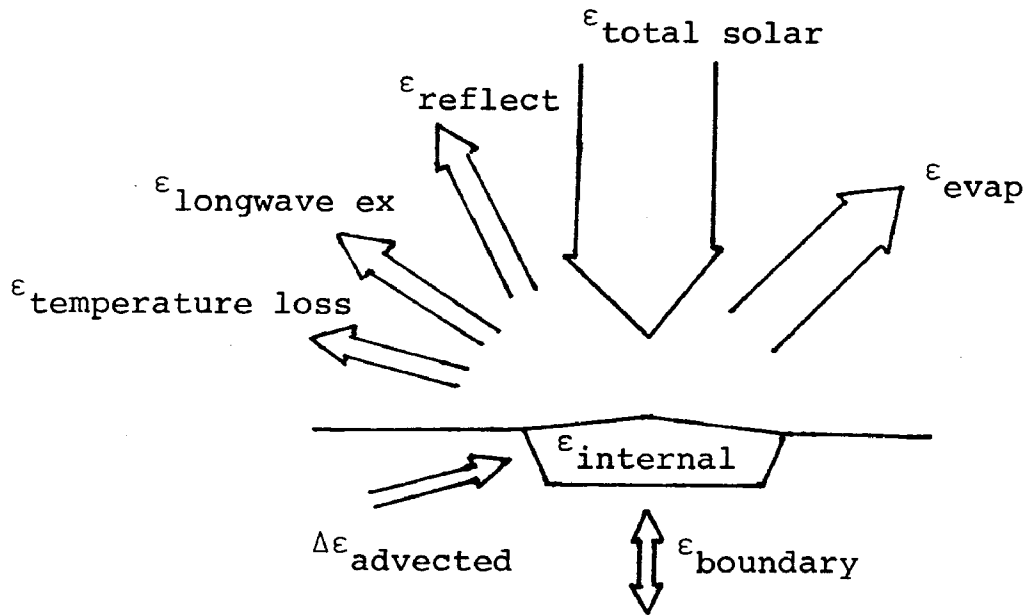 ε total solar
ε reflect
ε longwave ex
ε evap
ε temperature loss
ε internal
Δε advected
ε boundary